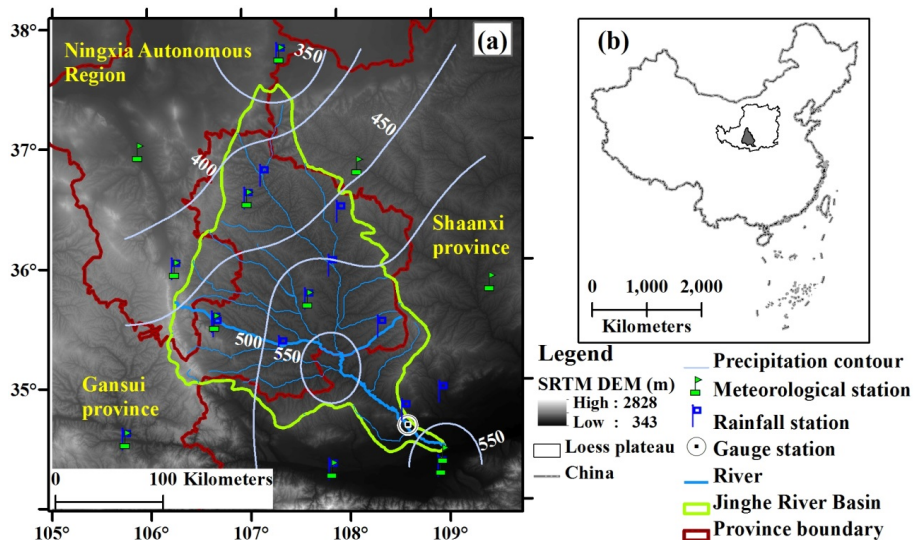 38°
(a)
Ningxia Autonomous
Region
350
450
37°
400
Shaanxi
province
36°
500
550
35°
Gansui
province
550
100 Kilometers
0
100
105°
106°
107°
108°
109°
(b)
0 1,000 2,000
Kilometers
Legend
SRTM DEM (m)
High : 2828
Low : 343
Loess plateau
China
Precipitation contour
Meteorological station
Rainfall station
Gauge station
River
Jinghe River Basin
Province boundary